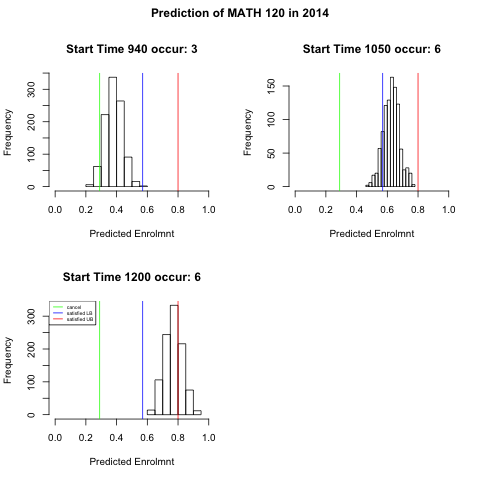 Prediction of MATH 120 in 2014
Start Time 940 occur: 3
Frequency
300
100
0
0.0 0.2 0.4 0.6 0.8 1.0
Predicted Enrolmnt
Start Time 1050 occur: 6
Frequency
150
100
50
0
0.0 0.2 0.4 0.6 0.8 1.0
Predicted Enrolmnt
Start Time 1200 occur: 6
cancel
satisfied LB
satisfied UB
Frequency
300
200
100
0
0.0 0.2 0.4 0.6 0.8 1.0
Predicted Enrolmnt